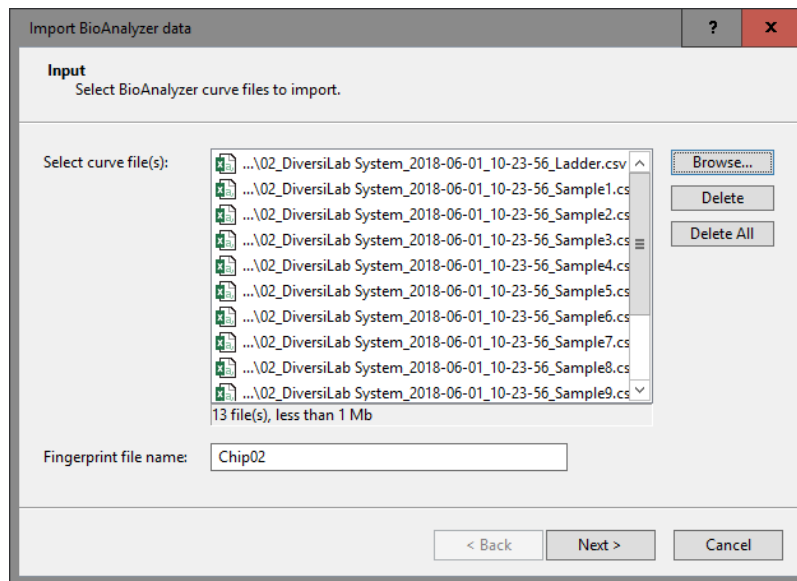 Import BioAnalyzer data
?
x
Input
Select BioAnalyzer curve files to import.
Select curve file(s):
...\02_DiversiLab System_2018-06-01_10-23-56_Ladder.csv
Browse...
...\02_DiversiLab System_2018-06-01_10-23-56_Sample1.cs
Delete
...\02_DiversiLab System_2018-06-01_10-23-56_Sample2.cs
...\02_DiversiLab System_2018-06-01_10-23-56_Sample3.cs
Delete All
...\02_DiversiLab System_2018-06-01_10-23-56_Sample4.cs
...\02_DiversiLab System_2018-06-01_10-23-56_Sample5.cs
...\02_DiversiLab System_2018-06-01_10-23-56_Sample6.cs
...\02_DiversiLab System_2018-06-01_10-23-56_Sample7.cs
...\02_DiversiLab System_2018-06-01_10-23-56_Sample8.cs
...\02_DiversiLab System_2018-06-01_10-23-56_Sample9.cs
13 file(s), less than 1 Mb
Fingerprint file name:
Chip02
< Back
Next >
Cancel